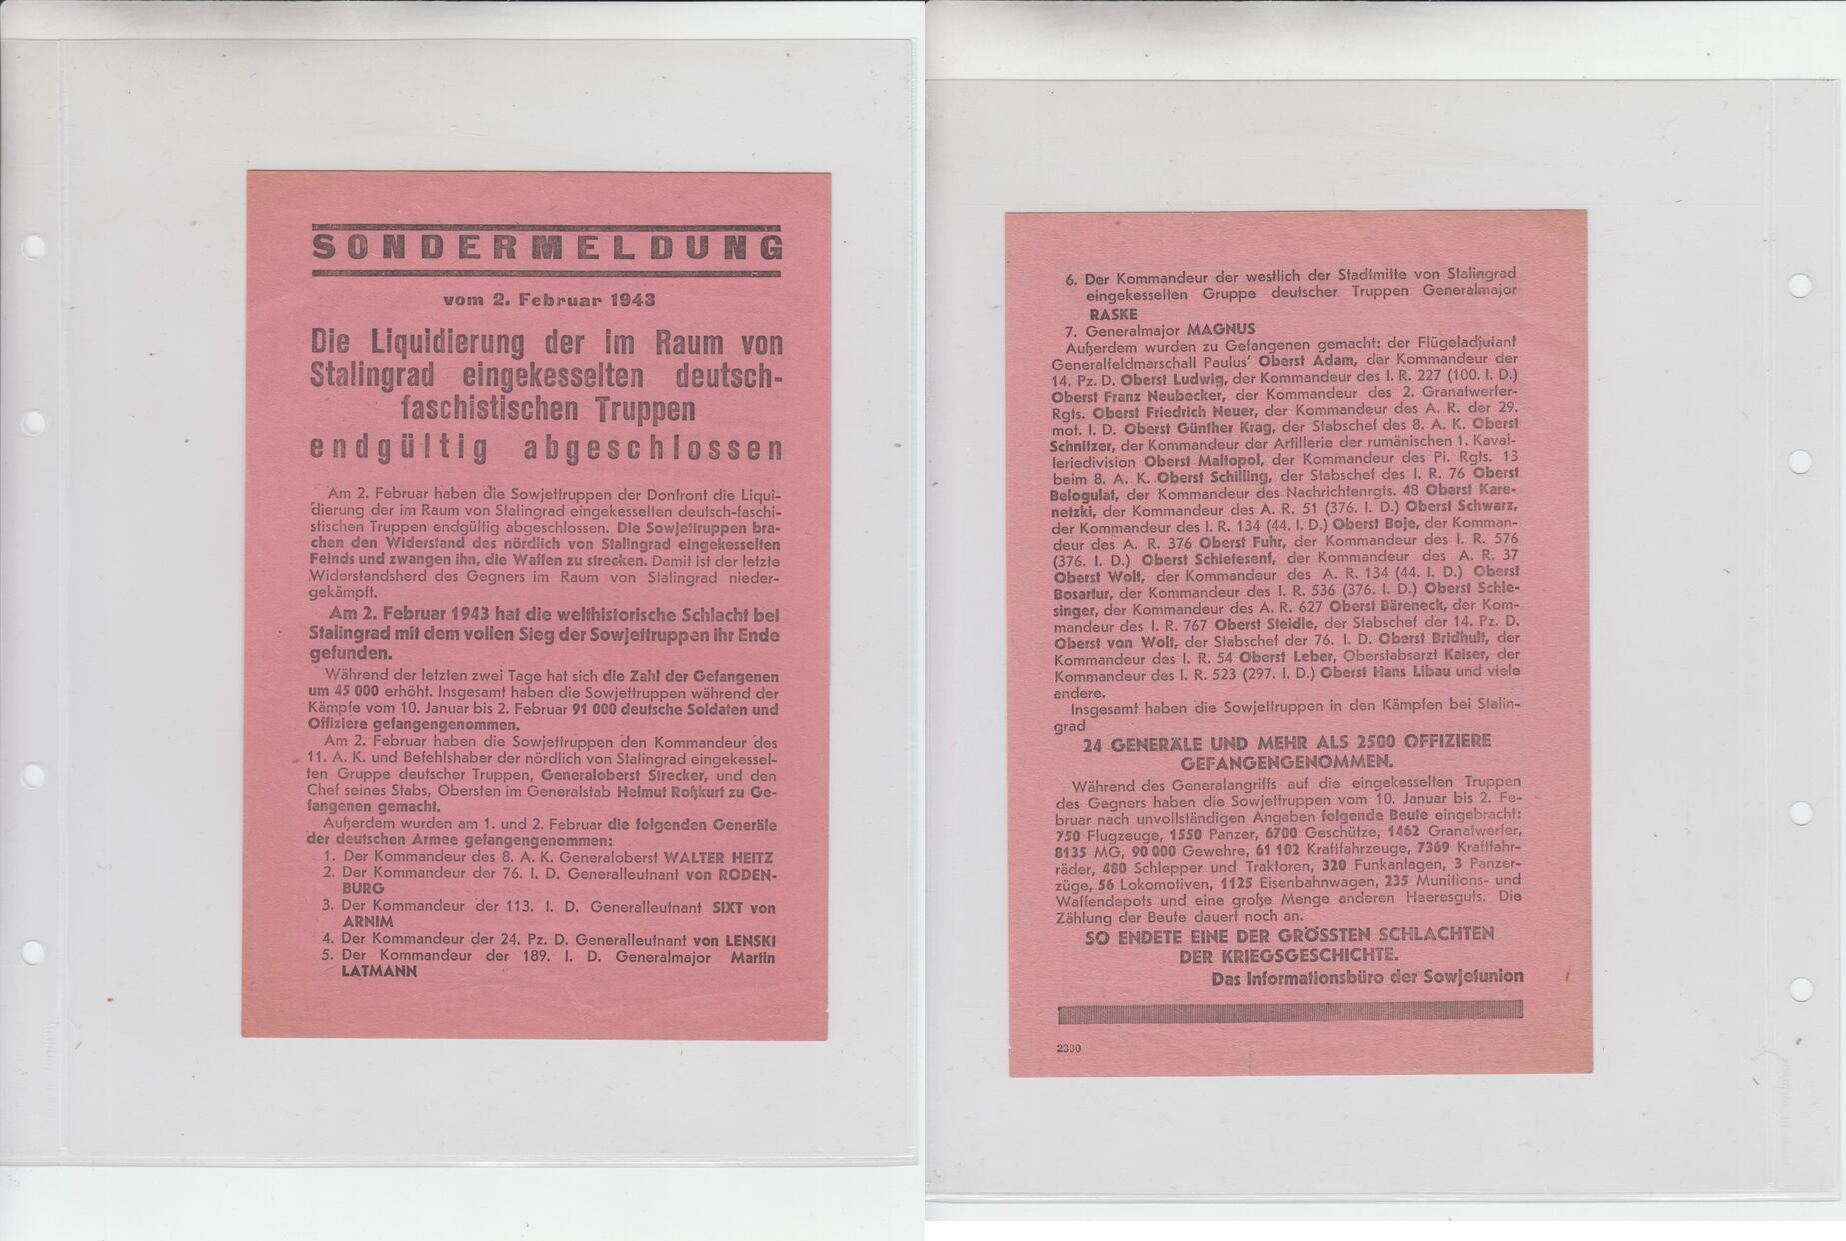 SONDERMELDUNG
vom 2. Februar 1943
Die Liquidierung der im Raum von
Stalingrad eingekesselten deutsch-
faschistischen Truppen
endgültig abgeschlossen
Am 2. Februar haben die Sowjettruppen der Donfront die Liqui-
dierung der im Raum von Stalingrad eingekesselten deutsch-faschi-
stischen Truppen endgültig abgeschlossen. Die Sowjettruppen bra-
chen den Widerstand des nördlich von Stalingrad eingekesselten
Feinds und zwangen ihn, die Waffen zu strecken. Damit ist der letzte
Widerstandsherd des Gegners im Raum von Stalingrad nieder-
gekämpft.
Am 2. Februar 1943 hat die welthistorische Schlacht bei
Stalingrad mit dem vollen Sieg der Sowjettruppen ihr Ende
gefunden.
Während der letzten zwei Tage hat sich die Zahl der Gefangenen
um 45 000 erhöht. Insgesamt haben die Sowjettruppen während der
Kämpfe vom 10. Januar bis 2. Februar 91 000 deutsche Soldaten und
Offiziere gefangengenommen.
Am 2. Februar haben die Sowjettruppen den Kommandeur des
11. A. K. und Befehlshaber der nördlich von Stalingrad eingekessel-
ten Gruppe deutscher Truppen, Generaloberst Strecker, und den
Chef seines Stabs, Obersten im Generalstab Helmut Roßkurt zu Ge-
fangenen gemacht.
Außerdem wurden am 1. und 2. Februar die folgenden Generäle
der deutschen Armee gefangengenommen:
1. Der Kommandeur des 8. A. K. Generaloberst WALTER HEITZ
2. Der Kommandeur der 76. I. D. Generalleutnant von RODEN-
BURG
3. Der Kommandeur der 113. I. D. Generalleutnant SIXT von
ARNIM
4. Der Kommandeur der 24. Pz. D. Generalleutnant von LENSKI
5. Der Kommandeur der 189. I. D. Generalmajor Martin
LATMANN
6. Der Kommandeur der westlich der Stadtmitte von Stalingrad
eingekesselten Gruppe deutscher Truppen Generalmajor
RASKE
7. Generalmajor MAGNUS
Außerdem wurden zu Gefangenen gemacht: der Flügeladjutant
Generalfeldmarschall Paulus' Oberst Adam, der Kommandeur der
14. Pz. D. Oberst Ludwig, der Kommandeur des I. R. 227 (100. I. D.)
Oberst Franz Neubecker, der Kommandeur des 2. Granatwerfer-
Rgts. Oberst Friedrich Neuer, der Kommandeur des A. R. der 29.
mot. I. D. Oberst Günther Krag, der Stabschef des 8. A. K. Oberst
Schnitzer, der Kommandeur der Artillerie der rumänischen 1. Kaval-
leriedivision Oberst Maltopol, der Kommandeur des Pi. Rgts. 13
beim 8. A. K. Oberst Schilling, der Stabschef des I. R. 76 Oberst
Belogulat, der Kommandeur des Nachrichtenrgts. 48 Oberst Kare-
netzki, der Kommandeur des A. R. 51 (376. I. D.) Oberst Schwarz,
der Kommandeur des I. R. 134 (44. I. D.) Oberst Boje, der Komman-
deur des A. R. 376 Oberst Fuhr, der Kommandeur des I. R. 576
(376. I. D.) Oberst Schietesent, der Kommandeur des A. R. 37
Oberst Wolt, der Kommandeur des A. R. 134 (44. I. D.) Oberst
Bosartur, der Kommandeur des I. R. 536 (376. I. D.) Oberst Schle-
singer, der Kommandeur des A. R. 627 Oberst Bäreneck, der Kom-
mandeur des I. R. 767 Oberst Steidle, der Stabschef der 14. Pz. D.
Oberst von Wolt, der Stabschef der 76. I. D. Oberst Bridhult, der
Kommandeur des I. R. 54 Oberst Leber, Oberstabsarzt Kaiser, der
Kommandeur des I. R. 523 (297. I. D.) Oberst Hans Libau und viele
andere.
Insgesamt haben die Sowjettruppen in den Kämpfen bei Stalin-
grad
24 GENERÄLE UND MEHR ALS 2500 OFFIZIERE
GEFANGENGENOMMEN.
Während des Generalangriffs auf die eingekesselten Truppen
des Gegners haben die Sowjettruppen vom 10. Januar bis 2. Fe-
bruar nach unvollständigen Angaben folgende Beute eingebracht:
750 Flugzeuge, 1550 Panzer, 6700 Geschütze, 1462 Granatwerfer,
8135 MG, 90 000 Gewehre, 61 102 Kraftfahrzeuge, 7369 Kraftfahr-
räder, 480 Schlepper und Traktoren, 320 Funkanlagen, 3 Panzer-
züge, 56 Lokomotiven, 1125 Eisenbahnwagen, 235 Munitions- und
Waffendepots und eine große Menge anderen Heeresguts. Die
Zählung der Beute dauert noch an.
SO ENDETE EINE DER GRÖSSTEN SCHLACHTEN
DER KRIEGSGESCHICHTE.
Das Informationsbüro der Sowjetunion
2300